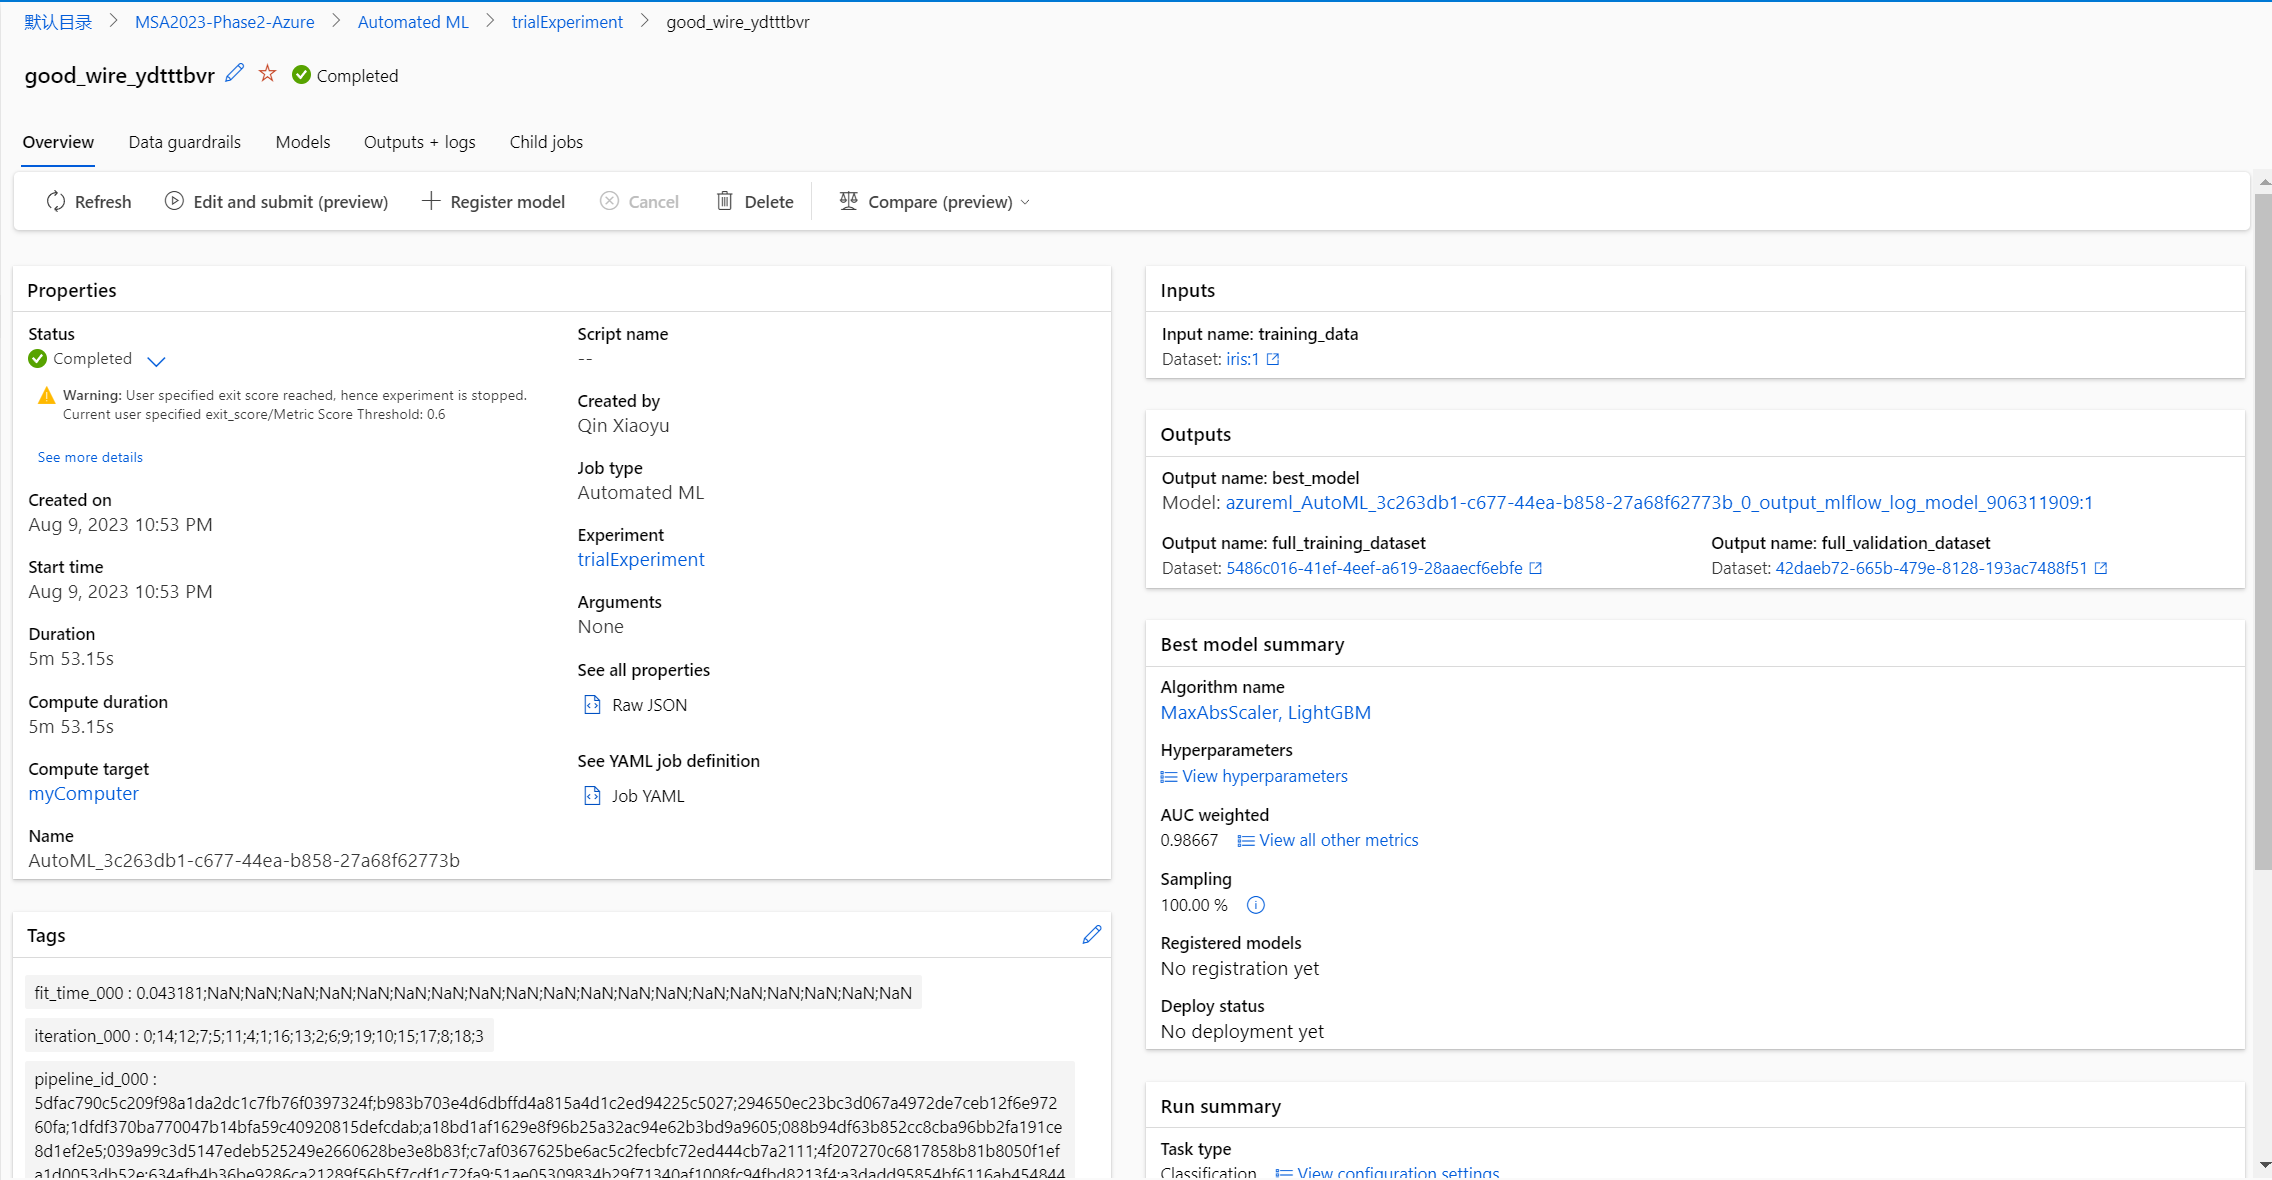 默认目录 > MSA2023-Phase2-Azure > Automated ML > trialExperiment > good_wire_ydtttbvr
good_wire_ydtttbvr Completed
Overview Data guardrails Models Outputs + logs Child jobs
Refresh Edit and submit (preview) Register model Cancel Delete Compare (preview)
Properties
Status
Completed
Warning: User specified exit score reached, hence experiment is stopped.
Current user specified exit_score/Metric Score Threshold: 0.6
See more details
Created on
Aug 9, 2023 10:53 PM
Start time
Aug 9, 2023 10:53 PM
Duration
5m 53.15s
Compute duration
5m 53.15s
Compute target
myComputer
Name
AutoML_3c263db1-c677-44ea-b858-27a68f62773b
Script name
--
Created by
Qin Xiaoyu
Job type
Automated ML
Experiment
trialExperiment
Arguments
None
See all properties
Raw JSON
See YAML job definition
Job YAML
Tags
fit_time_000 : 0.043181;NaN;NaN;NaN;NaN;NaN;NaN;NaN;NaN;NaN;NaN;NaN;NaN;NaN;NaN;NaN;NaN;NaN;NaN;NaN
iteration_000 : 0;14;12;7;5;11;4;1;16;13;2;6;9;19;10;15;17;8;18;3
pipeline_id_000 :
5dfac790c5c209f98a1da2dc1c7fb76f0397324f;b983b703e4d6dbffd4a815a4d1c2ed94225c5027;294650ec23bc3d067a4972de7ceb12f6e972
60fa;1dfdf370ba770047b14bfa59c40920815defcdab;a18bd1af1629e8f96b25a32ac94e62b3bd9a9605;088b94df63b852cc8cba96bb2fa191ce
8d1ef2e5;039a99c3d5147edeb525249e2660628be3e8b83f;c7af0367625be6ac5c2fecbfc72ed444cb7a2111;4f207270c6817858b81b8050f1ef
a1d0053db52e;634afb4b36be9286ca21289f56b5f7cdf1c72fa9;51ae05309834b29f71340af1008fc94fbd8213f4;a3dadd95854bf6116ab454844
Inputs
Input name: training_data
Dataset: iris:1
Outputs
Output name: best_model
Model: azureml_AutoML_3c263db1-c677-44ea-b858-27a68f62773b_0_output_mlflow_log_model_906311909:1
Output name: full_training_dataset
Dataset: 5486c016-41ef-4eef-a619-28aaecf6ebfe
Output name: full_validation_dataset
Dataset: 42daeb72-665b-479e-8128-193ac7488f51
Best model summary
Algorithm name
MaxAbsScaler, LightGBM
Hyperparameters
View hyperparameters
AUC weighted
0.98667 View all other metrics
Sampling
100.00 %
Registered models
No registration yet
Deploy status
No deployment yet
Run summary
Task type
Classification View configuration settings